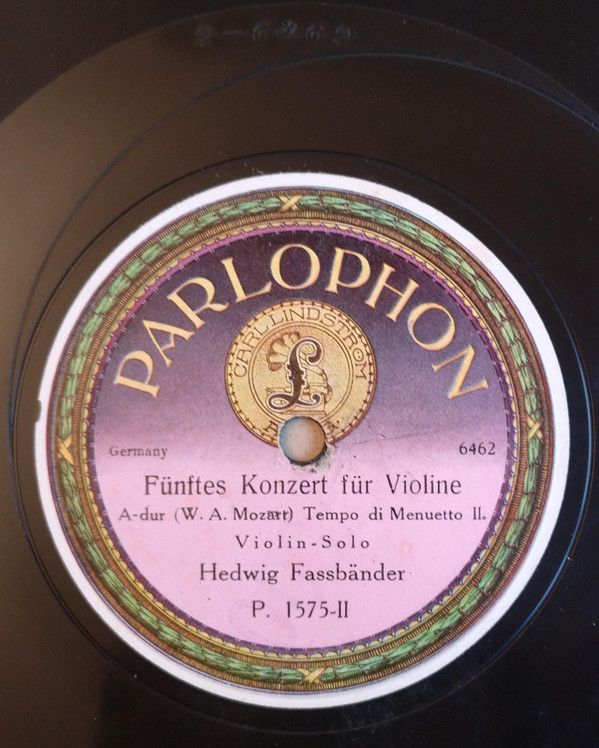 PARLOPHON
CARL LINDSTRÖM
£
Germany
6462
Fünftes Konzert für Violine
A-dur (W. A. Mozart) Tempo di Menuetto II.
Violin-Solo
Hedwig Fassbänder
P. 1575-II